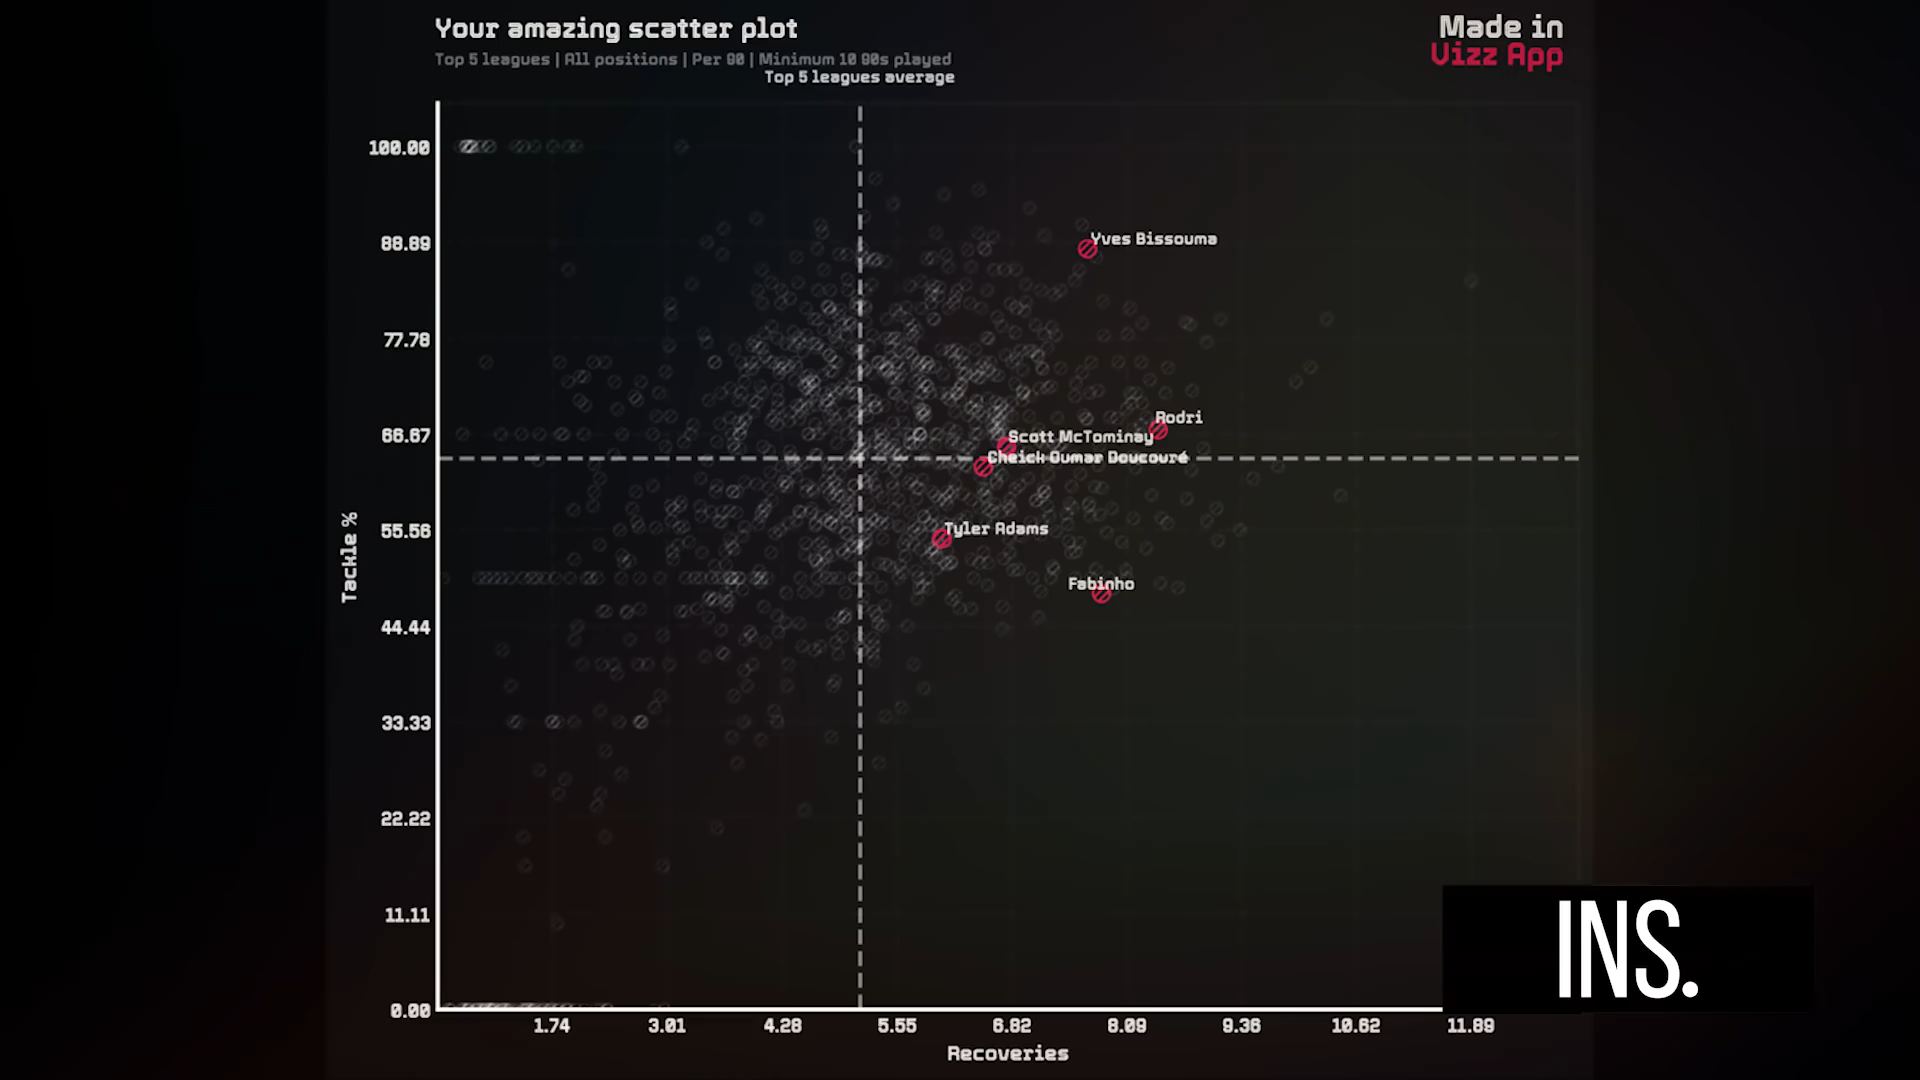 Your amazing scatter plot
Made in
Vizz App
Top 5 leagues | All positions | Per 90 | Minimum 10 90s played
Top 5 leagues average
100.00
88.89
77.78
66.67
55.56
44.44
33.33
22.22
11.11
0.00
Tackle %
Yves Bissouma
Rodri
Scott McTominay
Cheick Oumar Doucouré
Tyler Adams
Fabinho
1.74
3.01
4.28
5.55
6.82
8.09
9.36
10.62
11.89
Recoveries
INS.